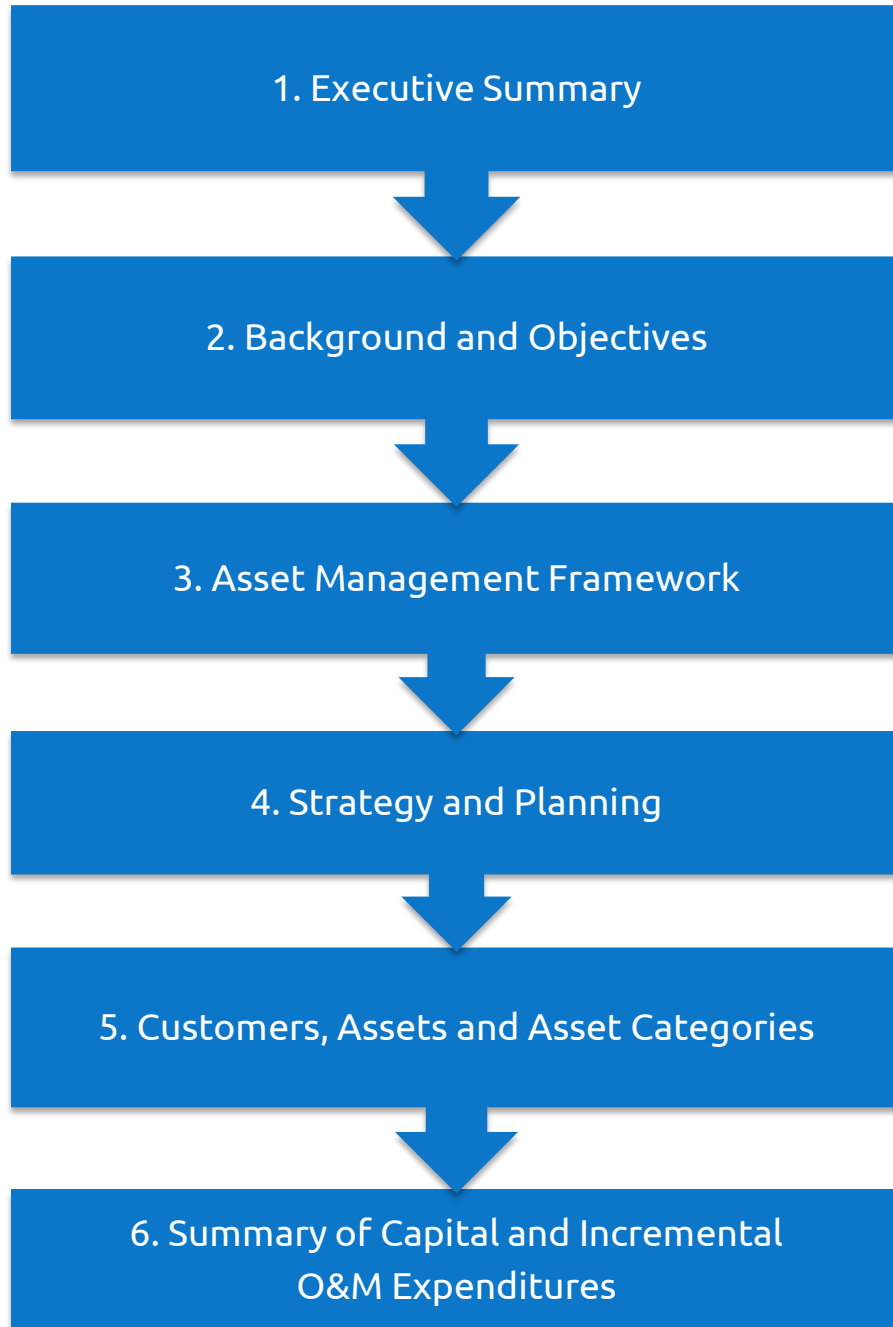 1. Executive Summary
2. Background and Objectives
3. Asset Management Framework
4. Strategy and Planning
5. Customers, Assets and Asset Categories
6. Summary of Capital and Incremental
O&M Expenditures